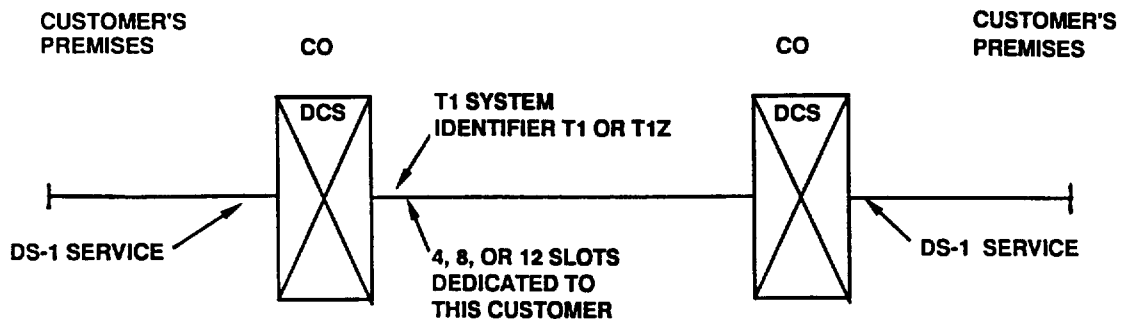 CUSTOMER'S
PREMISES
CO
CO
CUSTOMER'S
PREMISES
DCS
T1 SYSTEM
IDENTIFIER T1 OR T1Z
DCS
DS-1 SERVICE
4, 8, OR 12 SLOTS
DEDICATED TO
THIS CUSTOMER
DS-1 SERVICE